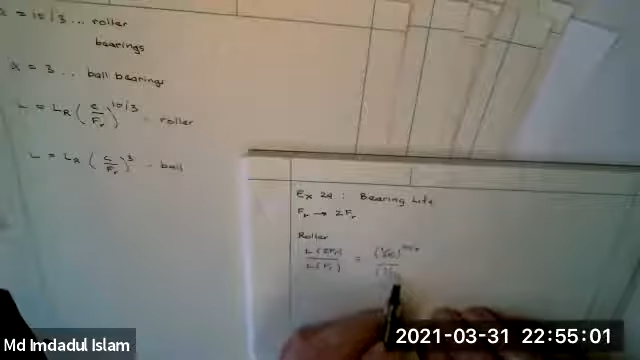 a = 10/3 ... roller
bearings
a = 3 ... ball bearings
L = L_R (C/F_r)^10/3 - roller
L = L_R (C/F_r)^3 - ball
Ex 2a : Bearing Life
F_r → 2F_r
Roller
L(2F_r)/L(F_r) =
Md Imdadul Islam
2021-03-31 22:55:01